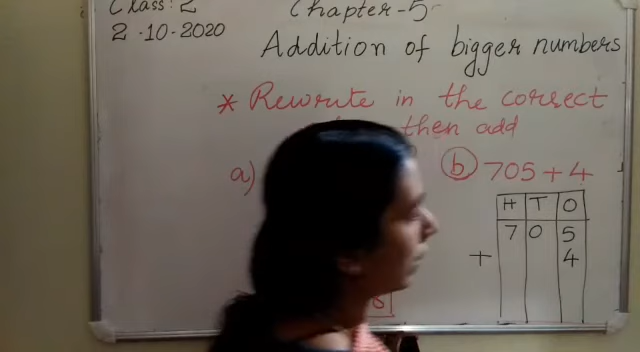 Class: 2
Chapter-5
2-10-2020
Addition of bigger numbers
* Rewrite in the correct
then add
a)
b) 705+4
H T O
7 0 5
+ 4